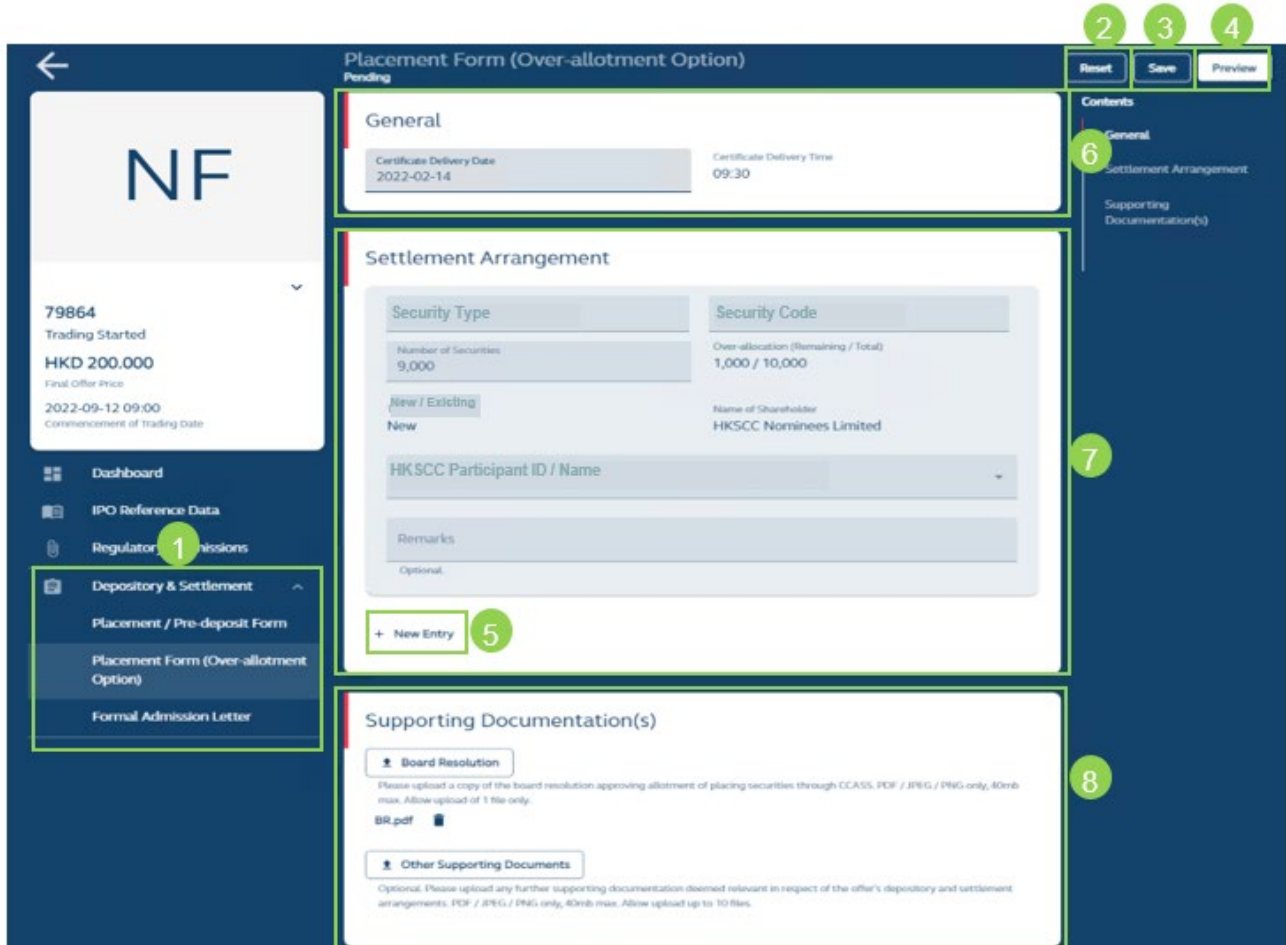 2
3
4
Placement Form (Over-allotment Option)
Pending
Reset
Save
Preview
NF
79864
Trading Started
HKD 200.000
Final Offer Price
2022-09-12 09:00
Commencement of Trading Date
Dashboard
IPO Reference Data
Regulatory
missions
1
Depository & Settlement
Placement / Pre-deposit Form
Placement Form (Over-allotment
Option)
Formal Admission Letter
General
Certificate Delivery Date
2022-02-14
Certificate Delivery Time
09:30
Settlement Arrangement
Security Type
Security Code
Number of Securities
9,000
Over-allocation (Remaining / Total)
1,000 / 10,000
New / Existing
New
Name of Shareholder
HKSCC Nominees Limited
HKSCC Participant ID / Name
Remarks
Optional.
+ New Entry
5
Supporting Documentation(s)
Board Resolution
Please upload a copy of the board resolution approving allotment of placing securities through CCASS. PDF / JPEG / PNG only, 40mb
max. Allow upload of 1 file only.
BR.pdf
Other Supporting Documents
Optional. Please upload any further supporting documentation deemed relevant in respect of the offer's depository and settlement
arrangements. PDF / JPEG / PNG only, 40mb max. Allow upload up to 10 files.
Contents
General
6
Settlement Arrangement
Supporting
Documentation(s)
7
8